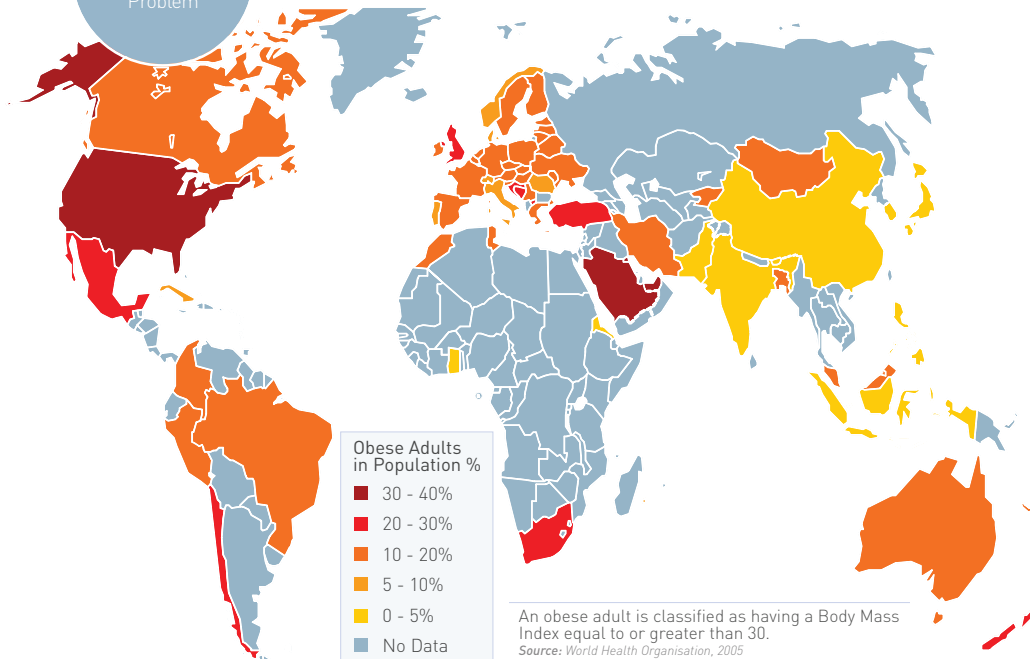 Problem
Obese Adults
in Population %
30 - 40%
20 - 30%
10 - 20%
5 - 10%
0 - 5%
No Data
An obese adult is classified as having a Body Mass
Index equal to or greater than 30.
Source: World Health Organisation, 2005